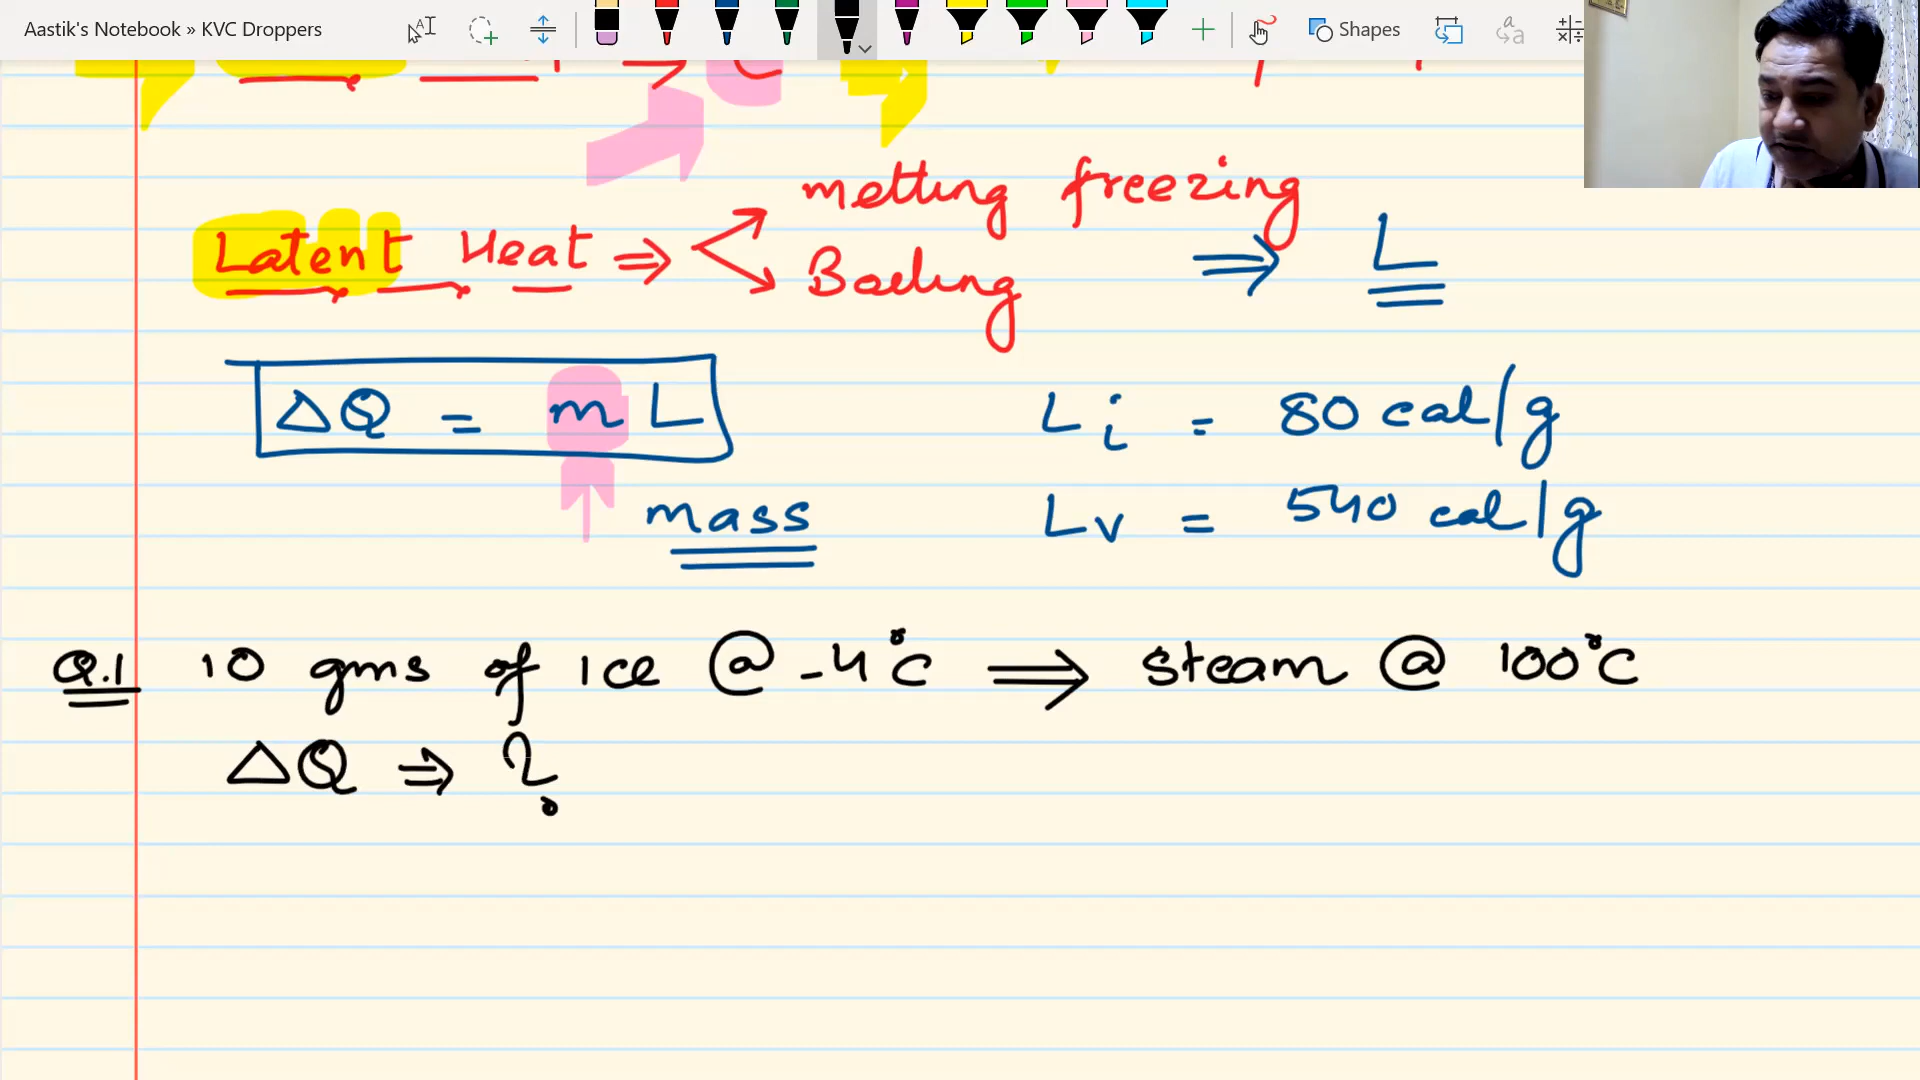 Aastik's Notebook » KVC Droppers
Shapes
melting freezing
Latent Heat ⇒ Boiling ⇒ L
ΔQ = m L
Li = 80 cal/g
mass
Lv = 540 cal/g
Q.1 10 gms of ice @ -4°C ⇒ steam @ 100°C
ΔQ ⇒ ?